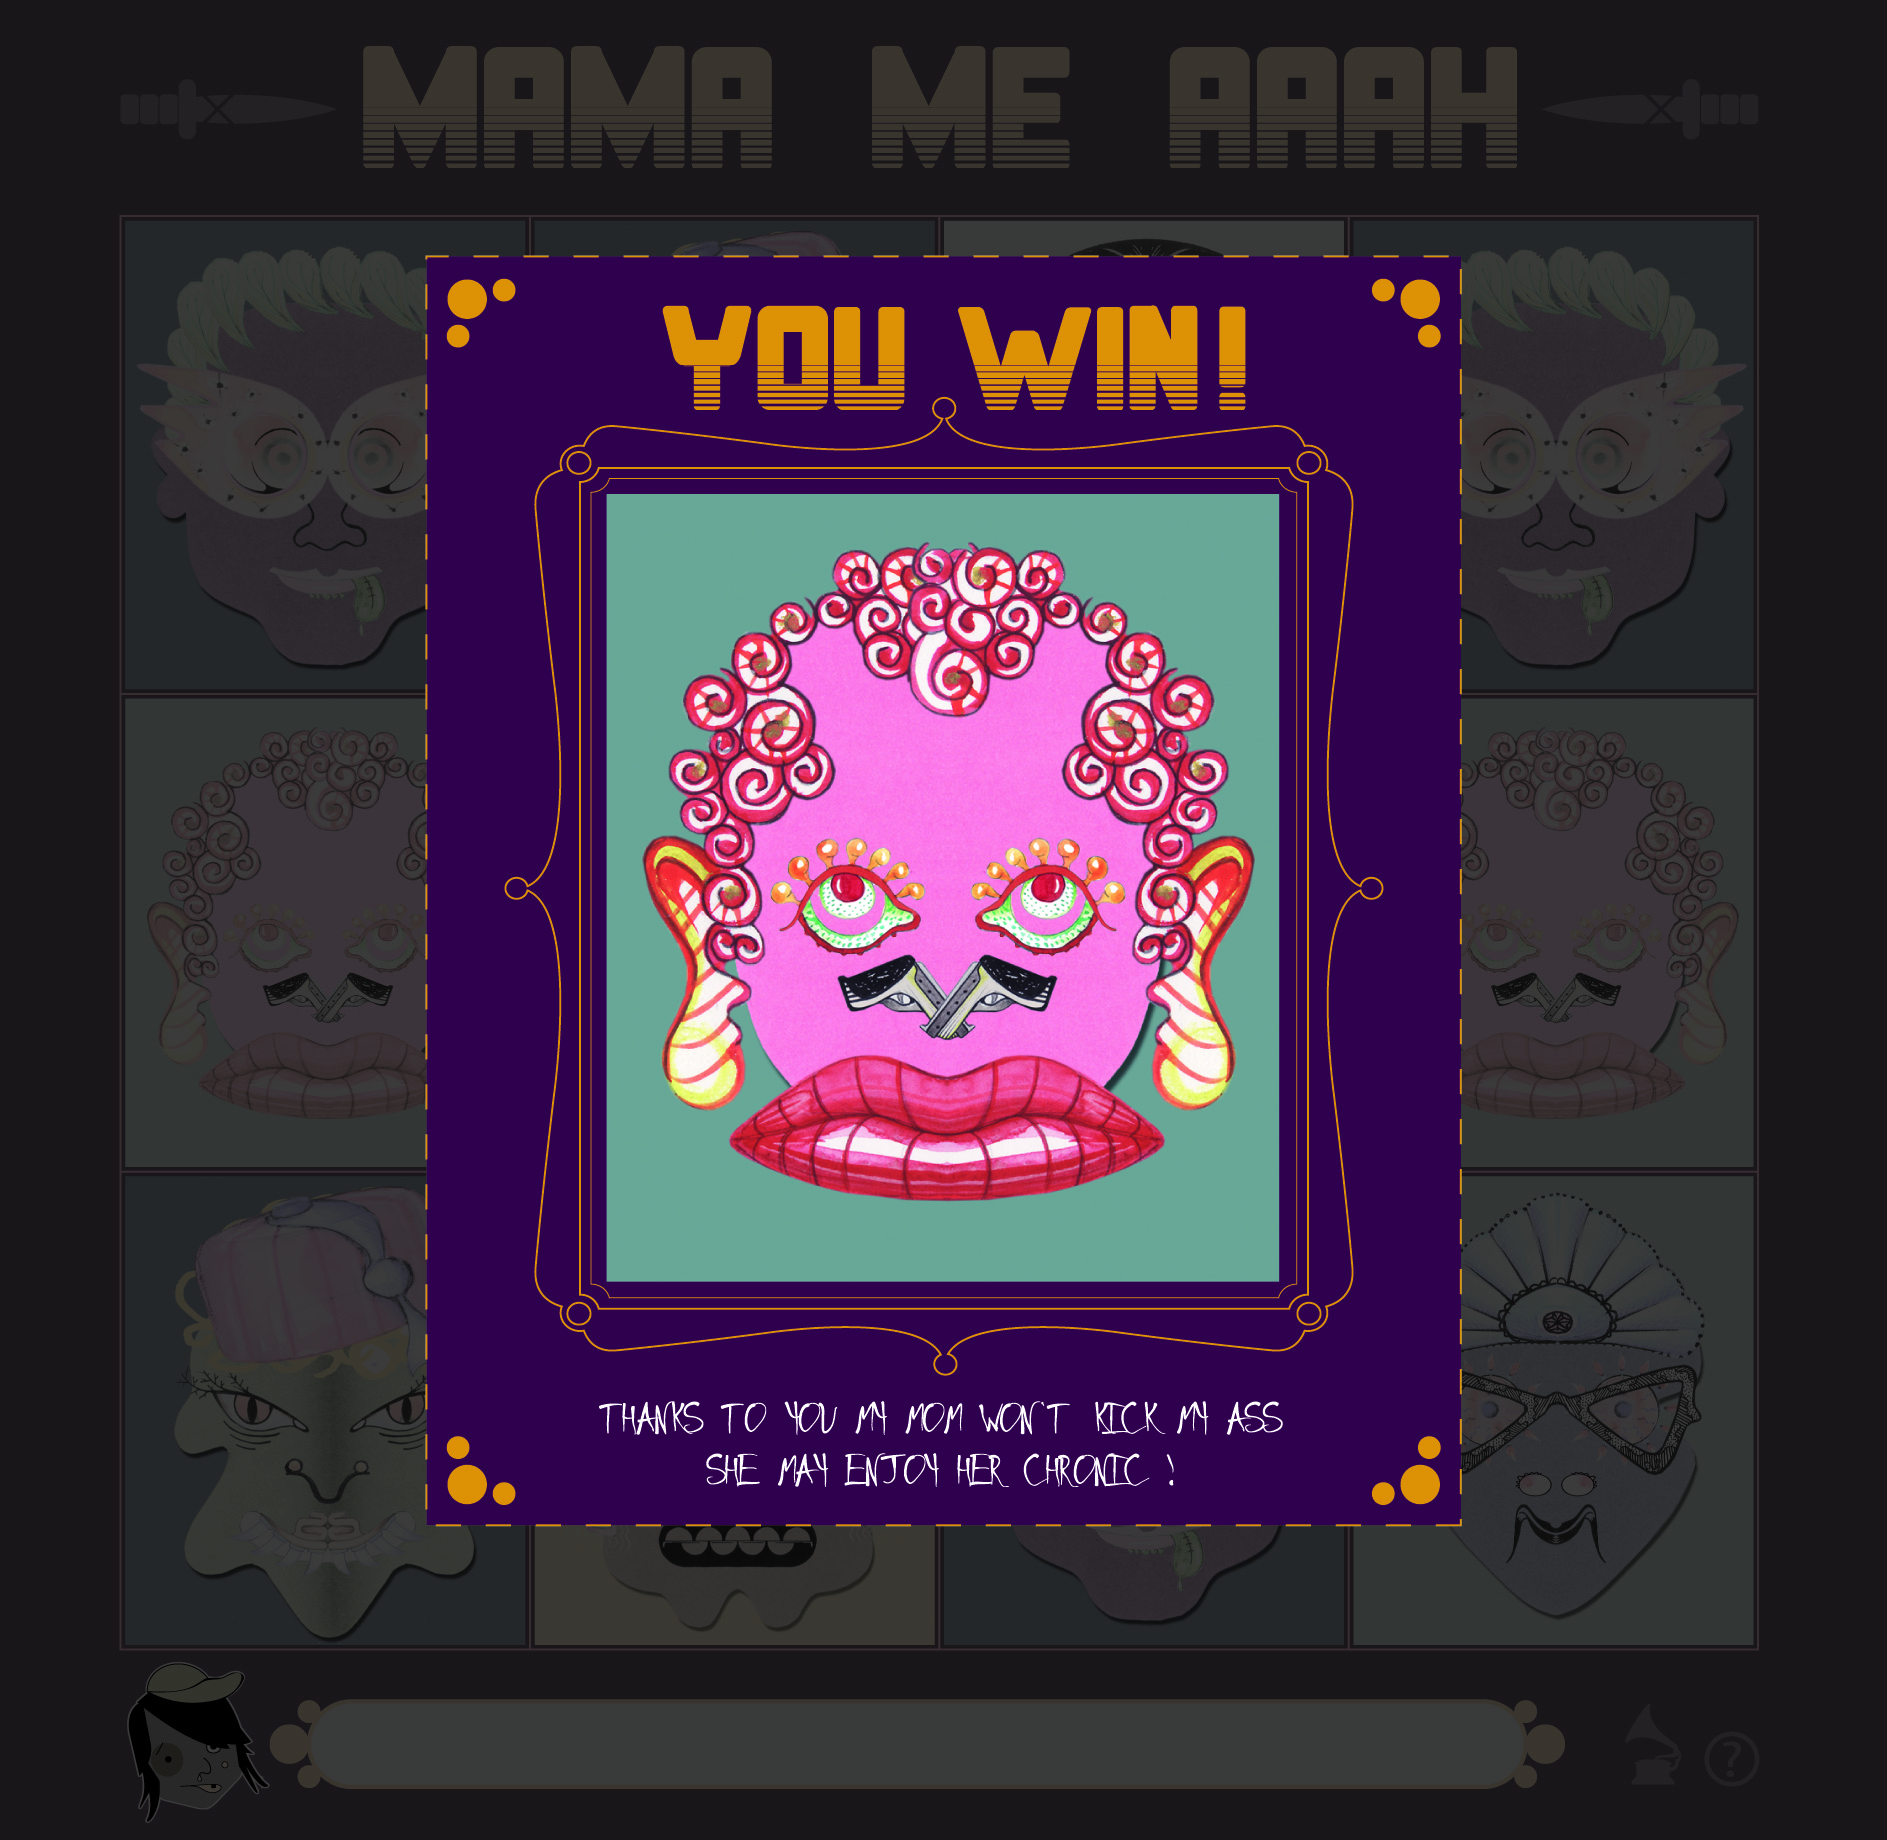 MAMA ME AAAH
YOU WIN!
THANKS TO YOU MY MOM WON'T KICK MY ASS
SHE MAY ENJOY HER CHRONIC !
?